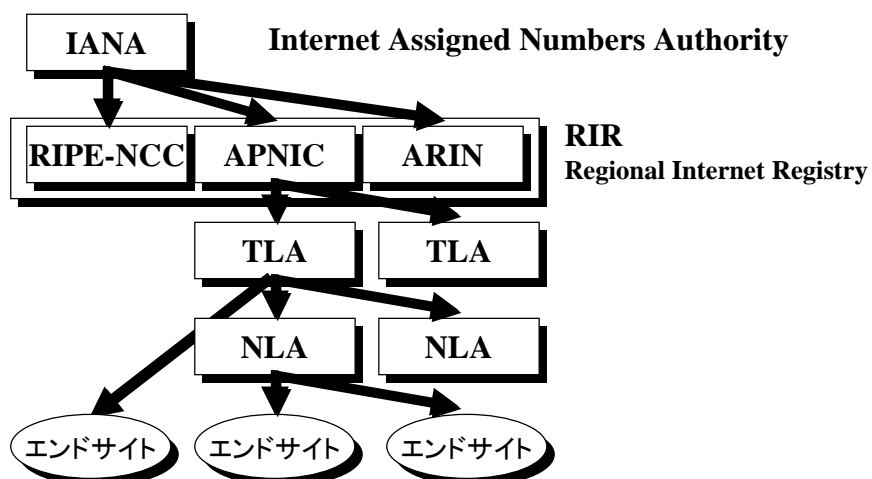 IANA
Internet Assigned Numbers Authority
RIPE-NCC
APNIC
ARIN
RIR
Regional Internet Registry
TLA
TLA
NLA
NLA
エンドサイト
エンドサイト
エンドサイト